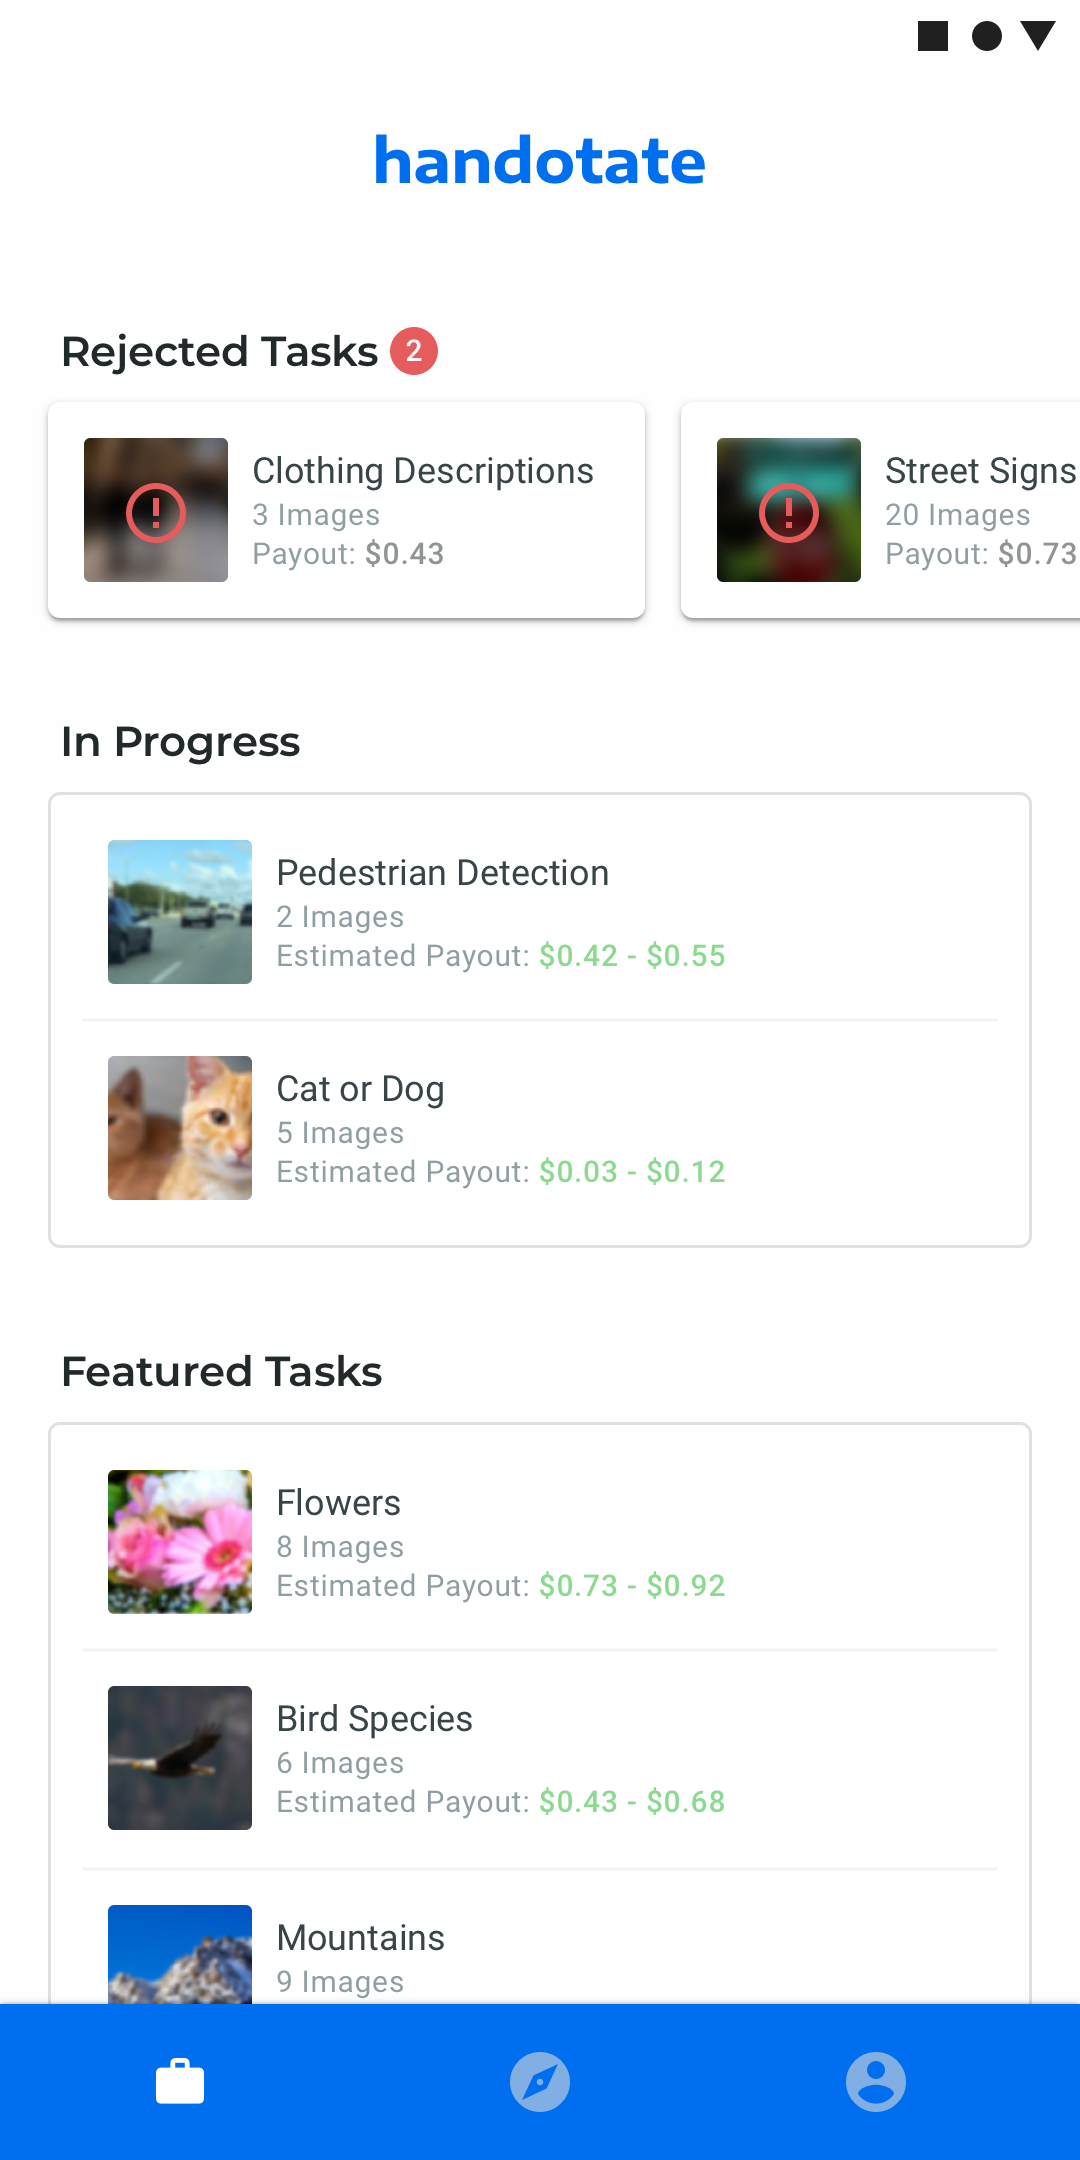 handotate
Rejected Tasks 2
Clothing Descriptions
3 Images
Payout: $0.43
Street Signs
20 Images
Payout: $0.73
In Progress
Pedestrian Detection
2 Images
Estimated Payout: $0.42 - $0.55
Cat or Dog
5 Images
Estimated Payout: $0.03 - $0.12
Featured Tasks
Flowers
8 Images
Estimated Payout: $0.73 - $0.92
Bird Species
6 Images
Estimated Payout: $0.43 - $0.68
Mountains
9 Images